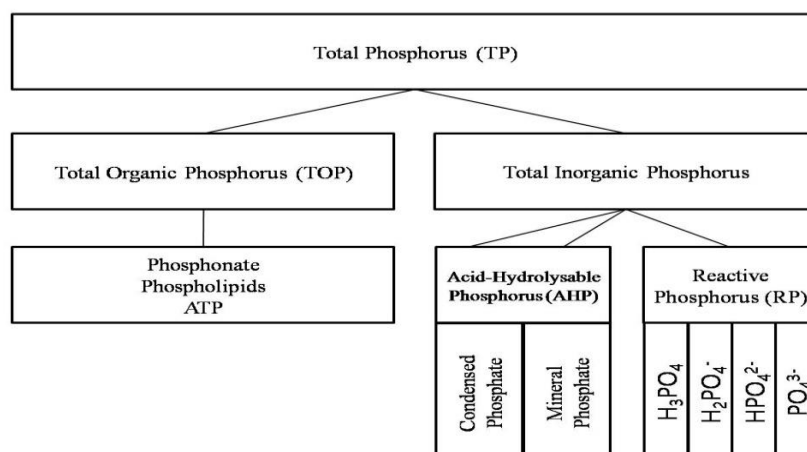 Total Phosphorus (TP)
Total Organic Phosphorus (TOP)
Total Inorganic Phosphorus
Phosphonate
Phospholipids
ATP
Acid-Hydrolysable
Phosphorus (AHP)
Reactive
Phosphorus (RP)
Condensed
Phosphate
Mineral
Phosphate
H₃PO₄
H₂PO₄⁻
HPO₄²⁻
PO₄³⁻